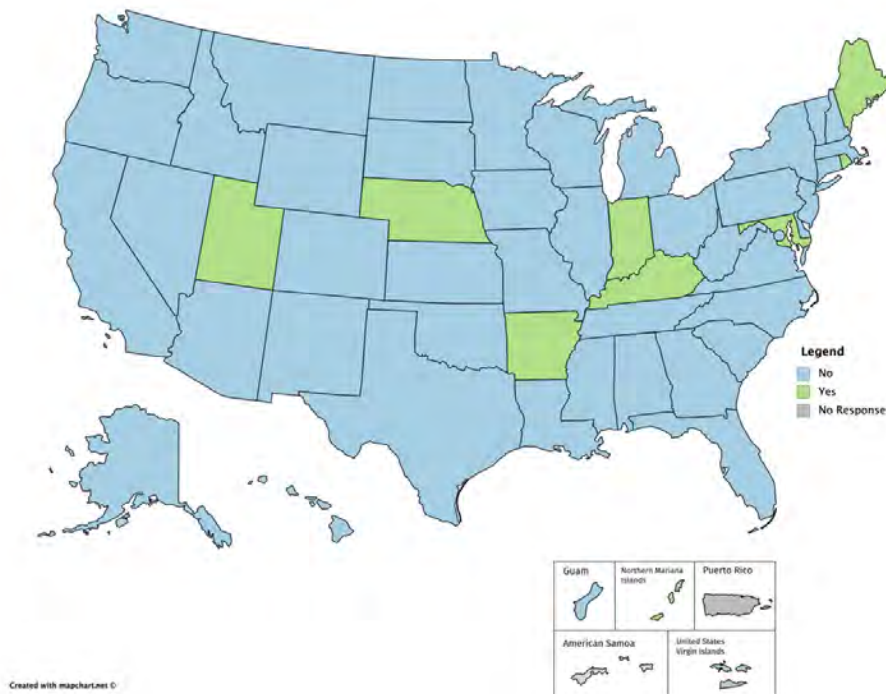 Legend
No
Yes
No Response
Guam
Northern Mariana
Islands
Puerto Rico
American Samoa
United States
Virgin Islands
Created with mapchart.net ©